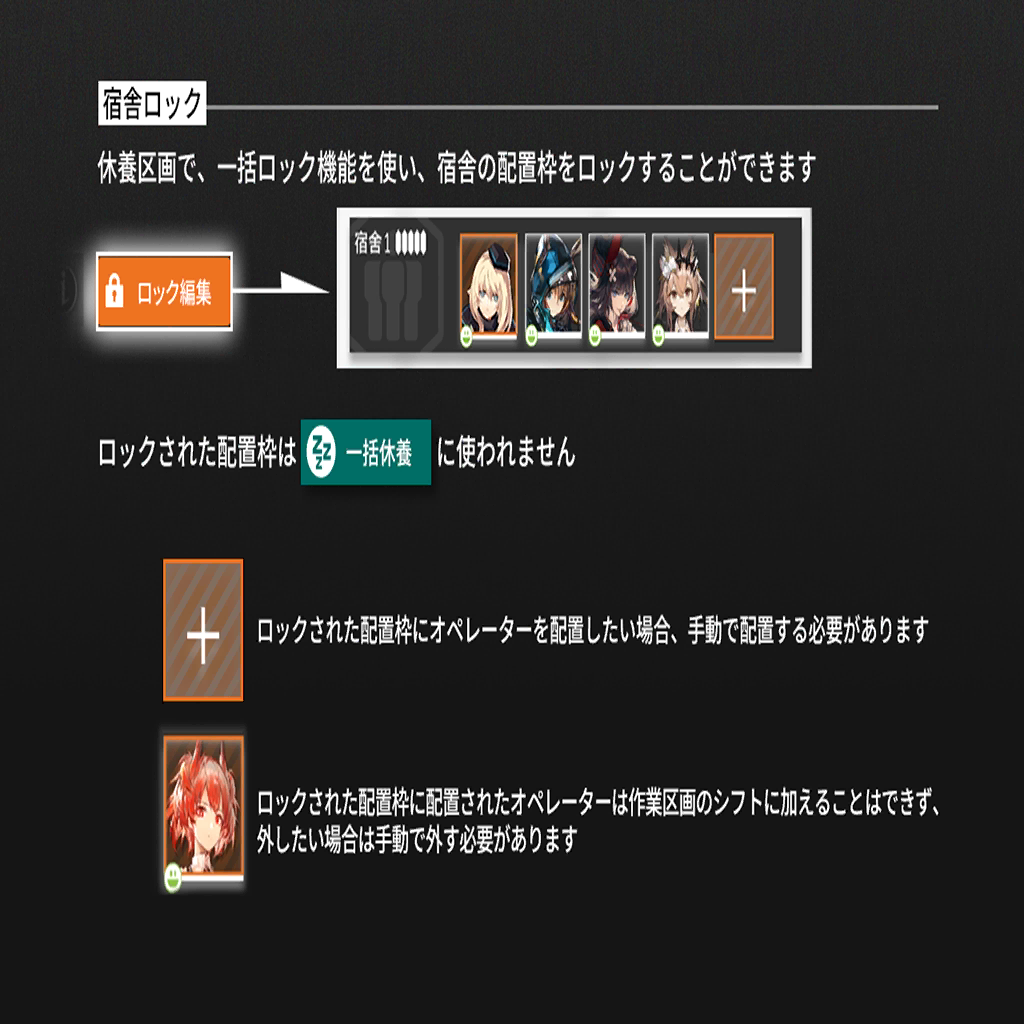 宿舎ロック
休養区画で、一括ロック機能を使い、宿舎の配置枠をロックすることができます
ロック編集
宿舎1
ロックされた配置枠は zzz 一括休養 に使われません
ロックされた配置枠にオペレーターを配置したい場合、手動で配置する必要があります
ロックされた配置枠に配置されたオペレーターは作業区画のシフトに加えることはできず、
外したい場合は手動で外す必要があります